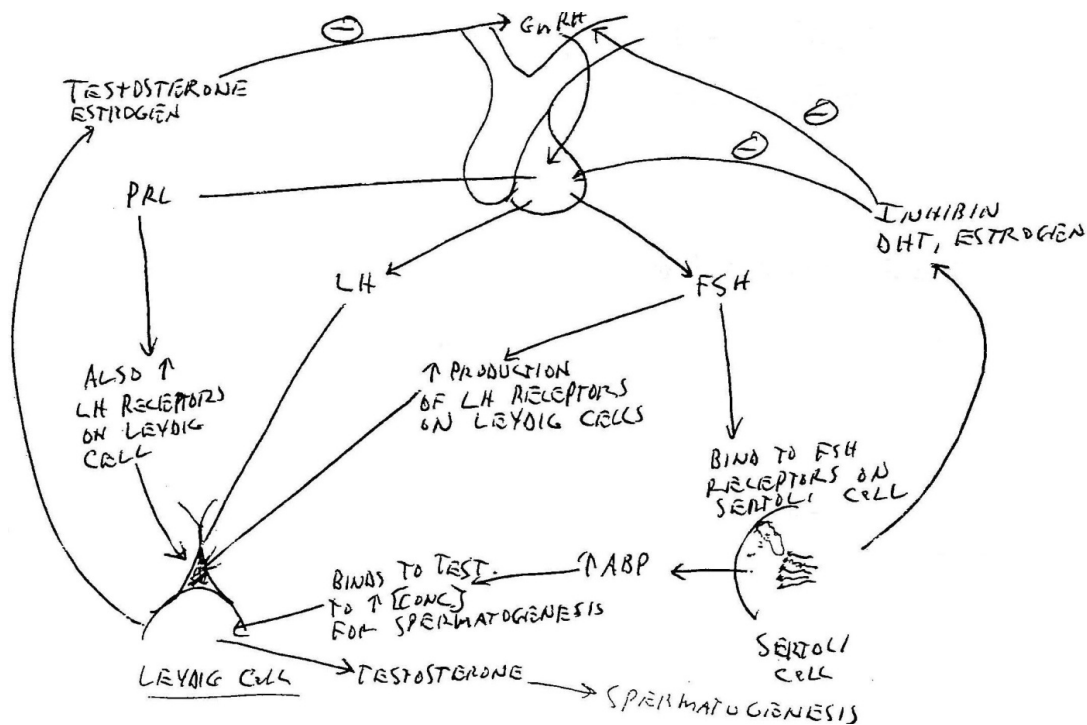 GnRH
⊖
TESTOSTERONE
ESTROGEN
⊖
⊖
PRL
INHIBIN
DHT, ESTROGEN
LH
FSH
ALSO ↑
LH RECEPTORS
ON LEYDIG
CELL
↑ PRODUCTION
OF LH RECEPTORS
ON LEYDIG CELLS
BIND TO FSH
RECEPTORS ON
SERTOLI CELL
BINDS TO TEST.
TO ↑ [CONC]
FOR SPERMATOGENESIS
↑ ABP
SERTOLI
CELL
LEYDIG CELL
TESTOSTERONE
SPERMATOGENESIS